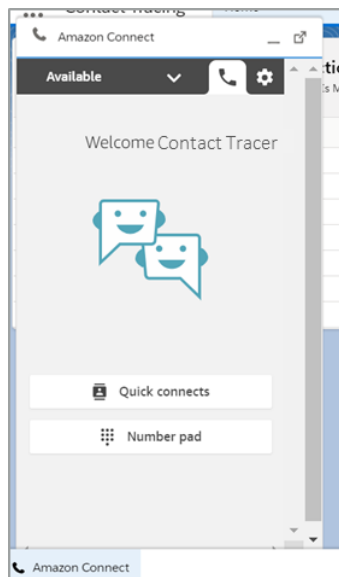 Contact Tracing
Amazon Connect
Available
Welcome Contact Tracer
Quick connects
Number pad
Amazon Connect